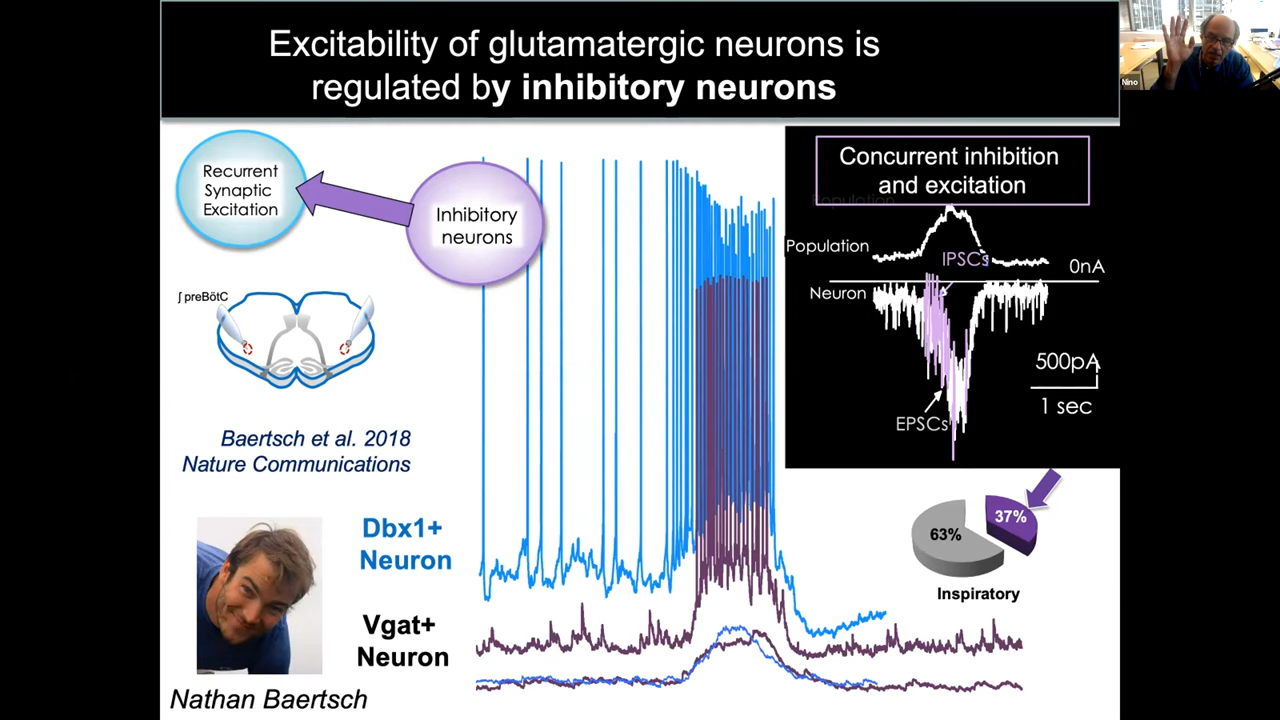 Excitability of glutamatergic neurons is
regulated by inhibitory neurons
Nino
Recurrent
Synaptic
Excitation
Inhibitory
neurons
∫ preBötC
Baertsch et al. 2018
Nature Communications
Dbx1+
Neuron
Vgat+
Neuron
Nathan Baertsch
Concurrent inhibition
and excitation
Population
Population
IPSCs
0nA
Neuron
500pA
1 sec
EPSCs
37%
63%
Inspiratory